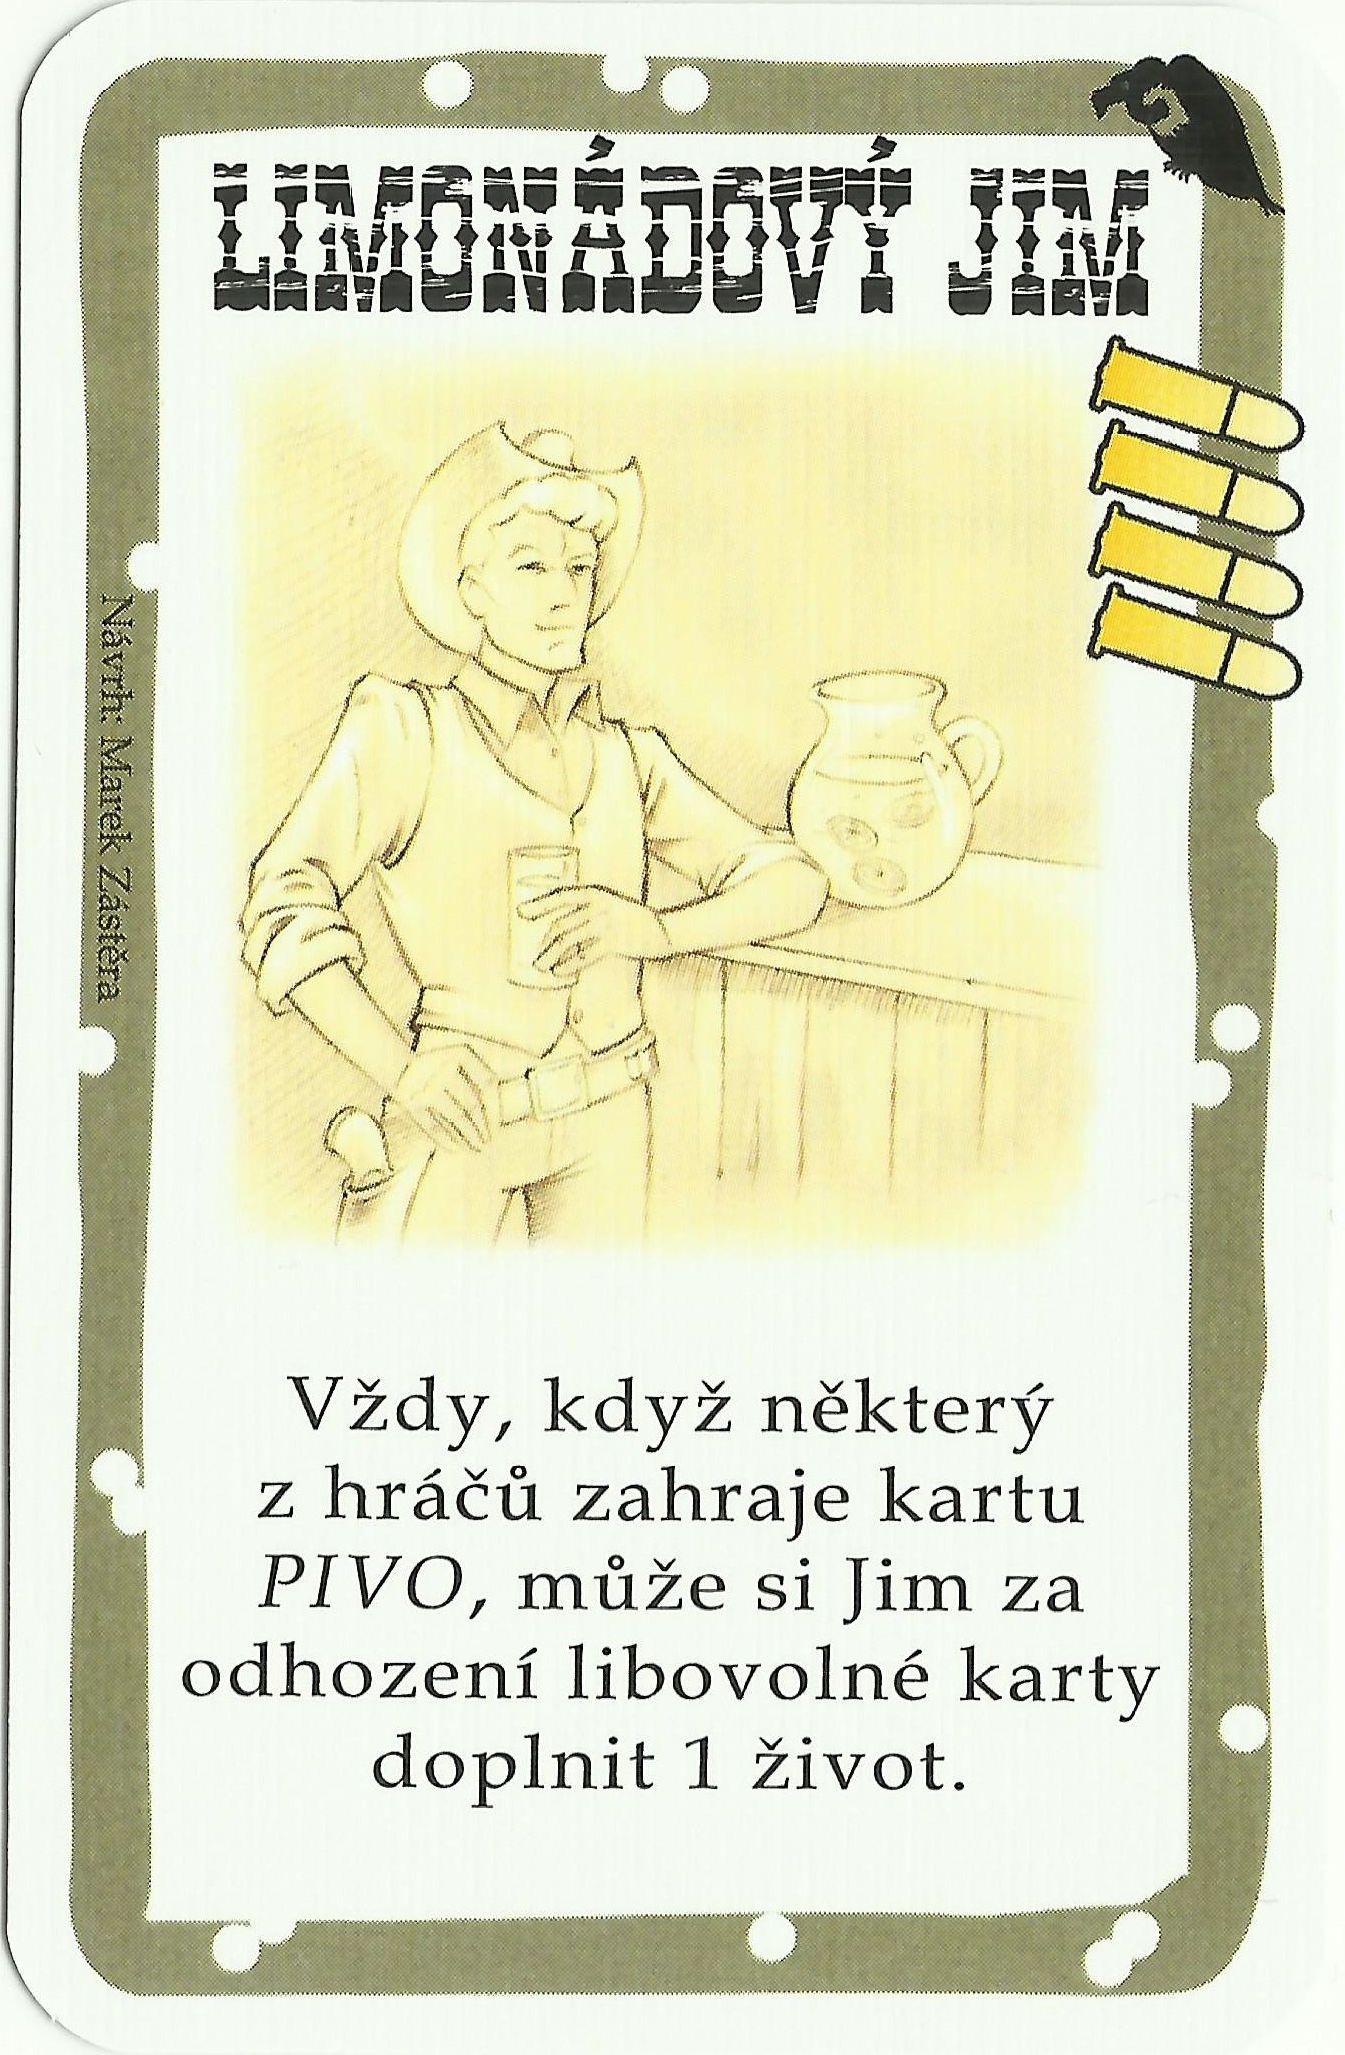 LIMONÁDOVÝ JIM
Návrh: Marek Zástěra
Vždy, když některý
z hráčů zahraje kartu
PIVO, může si Jim za
odhození libovolné karty
doplnit 1 život.